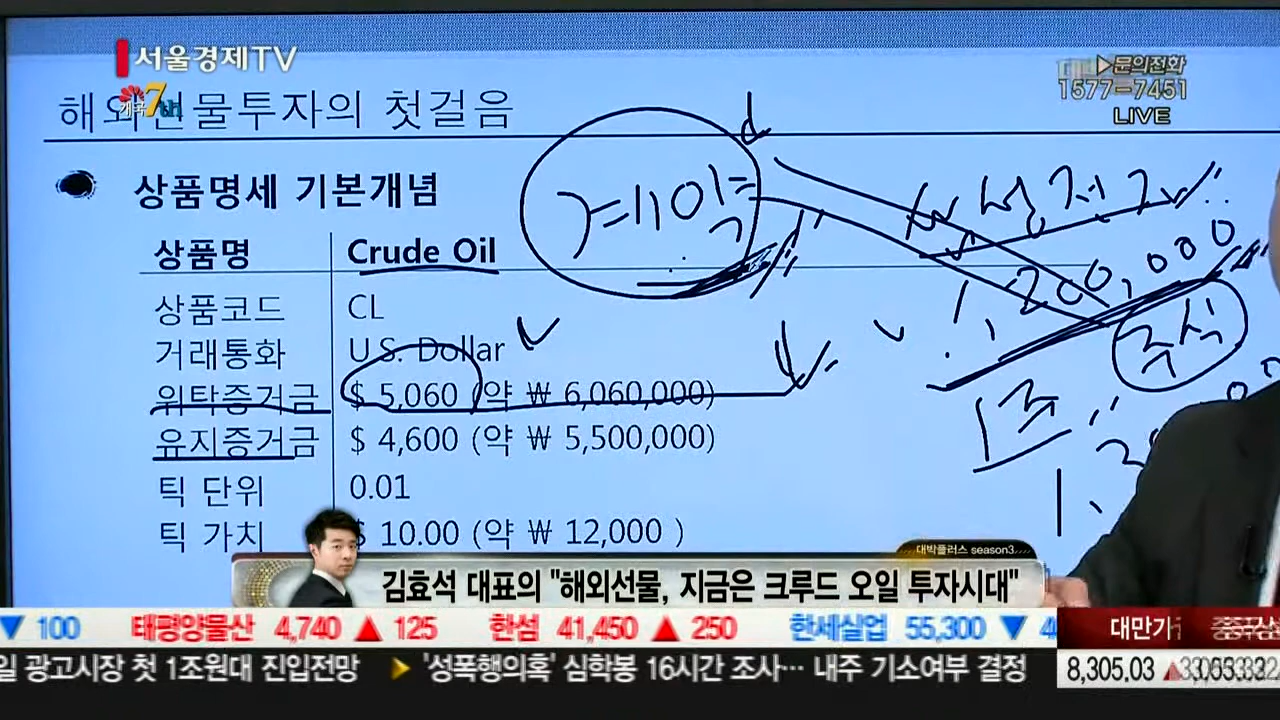 서울경제TV
개국 7th
문의전화
1577-7451
LIVE
해외선물투자의 첫걸음
상품명세 기본개념
상품명 Crude Oil
상품코드 CL
거래통화 U.S. Dollar
위탁증거금 $ 5,060 (약 ₩ 6,060,000)
유지증거금 $ 4,600 (약 ₩ 5,500,000)
틱 단위 0.01
틱 가치 $ 10.00 (약 ₩ 12,000 )
1,200,000
주식
대박플러스 season3
김효석 대표의 "해외선물, 지금은 크루드 오일 투자시대"
▼ 100 태평양물산 4,740 ▲ 125 한섬 41,450 ▲ 250 한세실업 55,300 ▼
대만가
일 광고시장 첫 1조원대 진입전망 ▶ '성폭행의혹' 심학봉 16시간 조사… 내주 기소여부 결정
8,305.03 ▲